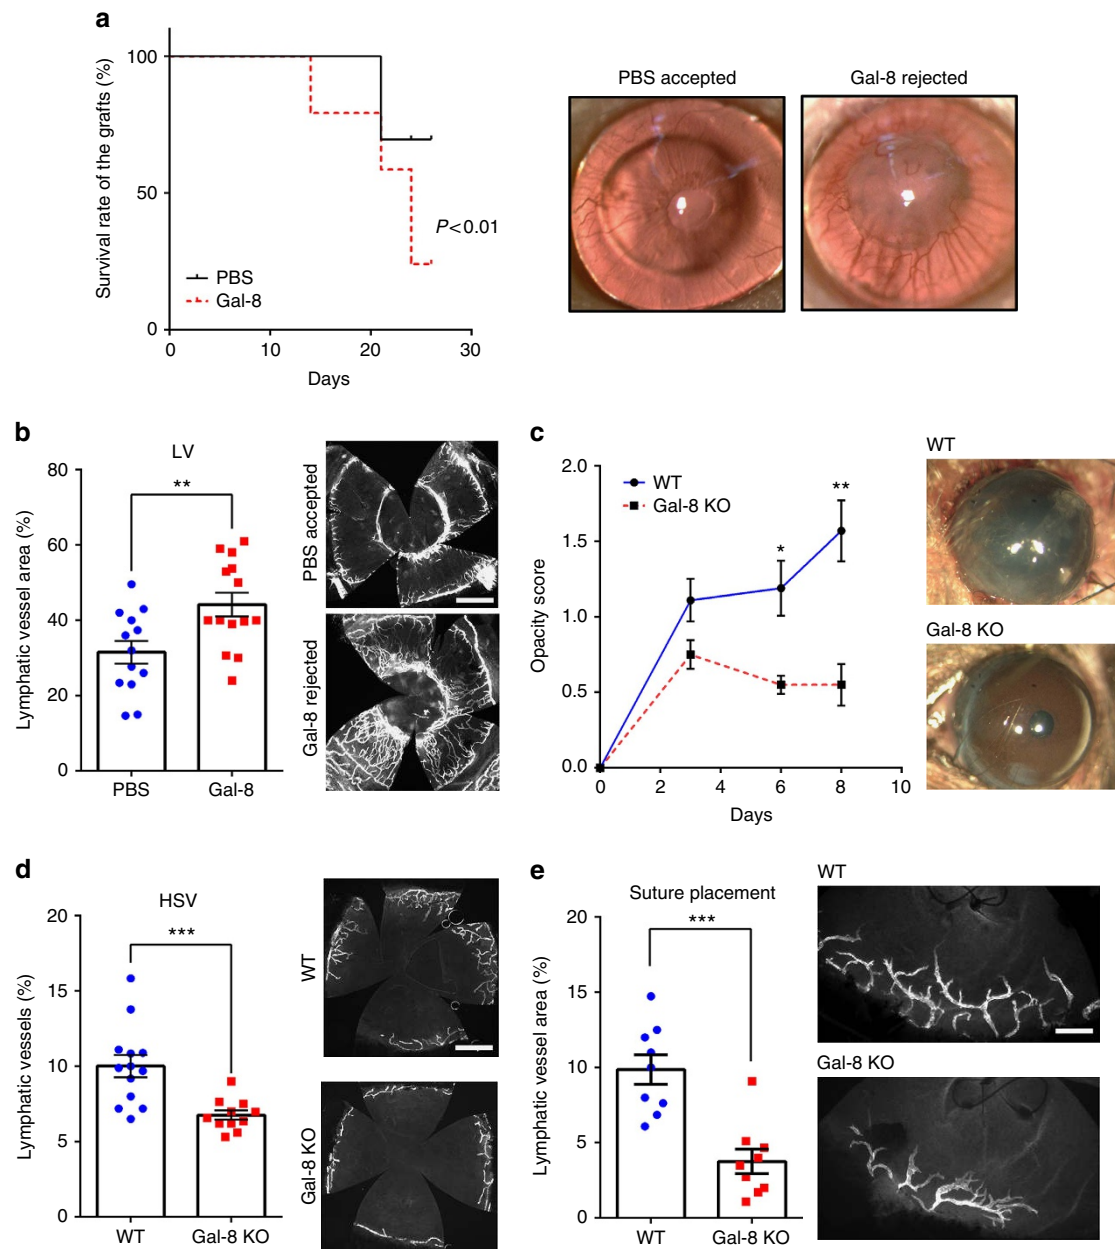 a
Survival rate of the grafts (%)
100
50
0
0
10
20
30
Days
PBS
Gal-8
P<0.01
PBS accepted
Gal-8 rejected
b
LV
Lymphatic vessel area (%)
80
60
40
20
0
**
PBS
Gal-8
PBS accepted
Gal-8 rejected
c
Opacity score
2.0
1.5
1.0
0.5
0.0
0
2
4
6
8
10
Days
WT
Gal-8 KO
*
**
WT
Gal-8 KO
d
HSV
Lymphatic vessels (%)
20
15
10
5
0
***
WT
Gal-8 KO
WT
Gal-8 KO
e
Suture placement
Lymphatic vessel area (%)
20
15
10
5
0
***
WT
Gal-8 KO
WT
Gal-8 KO